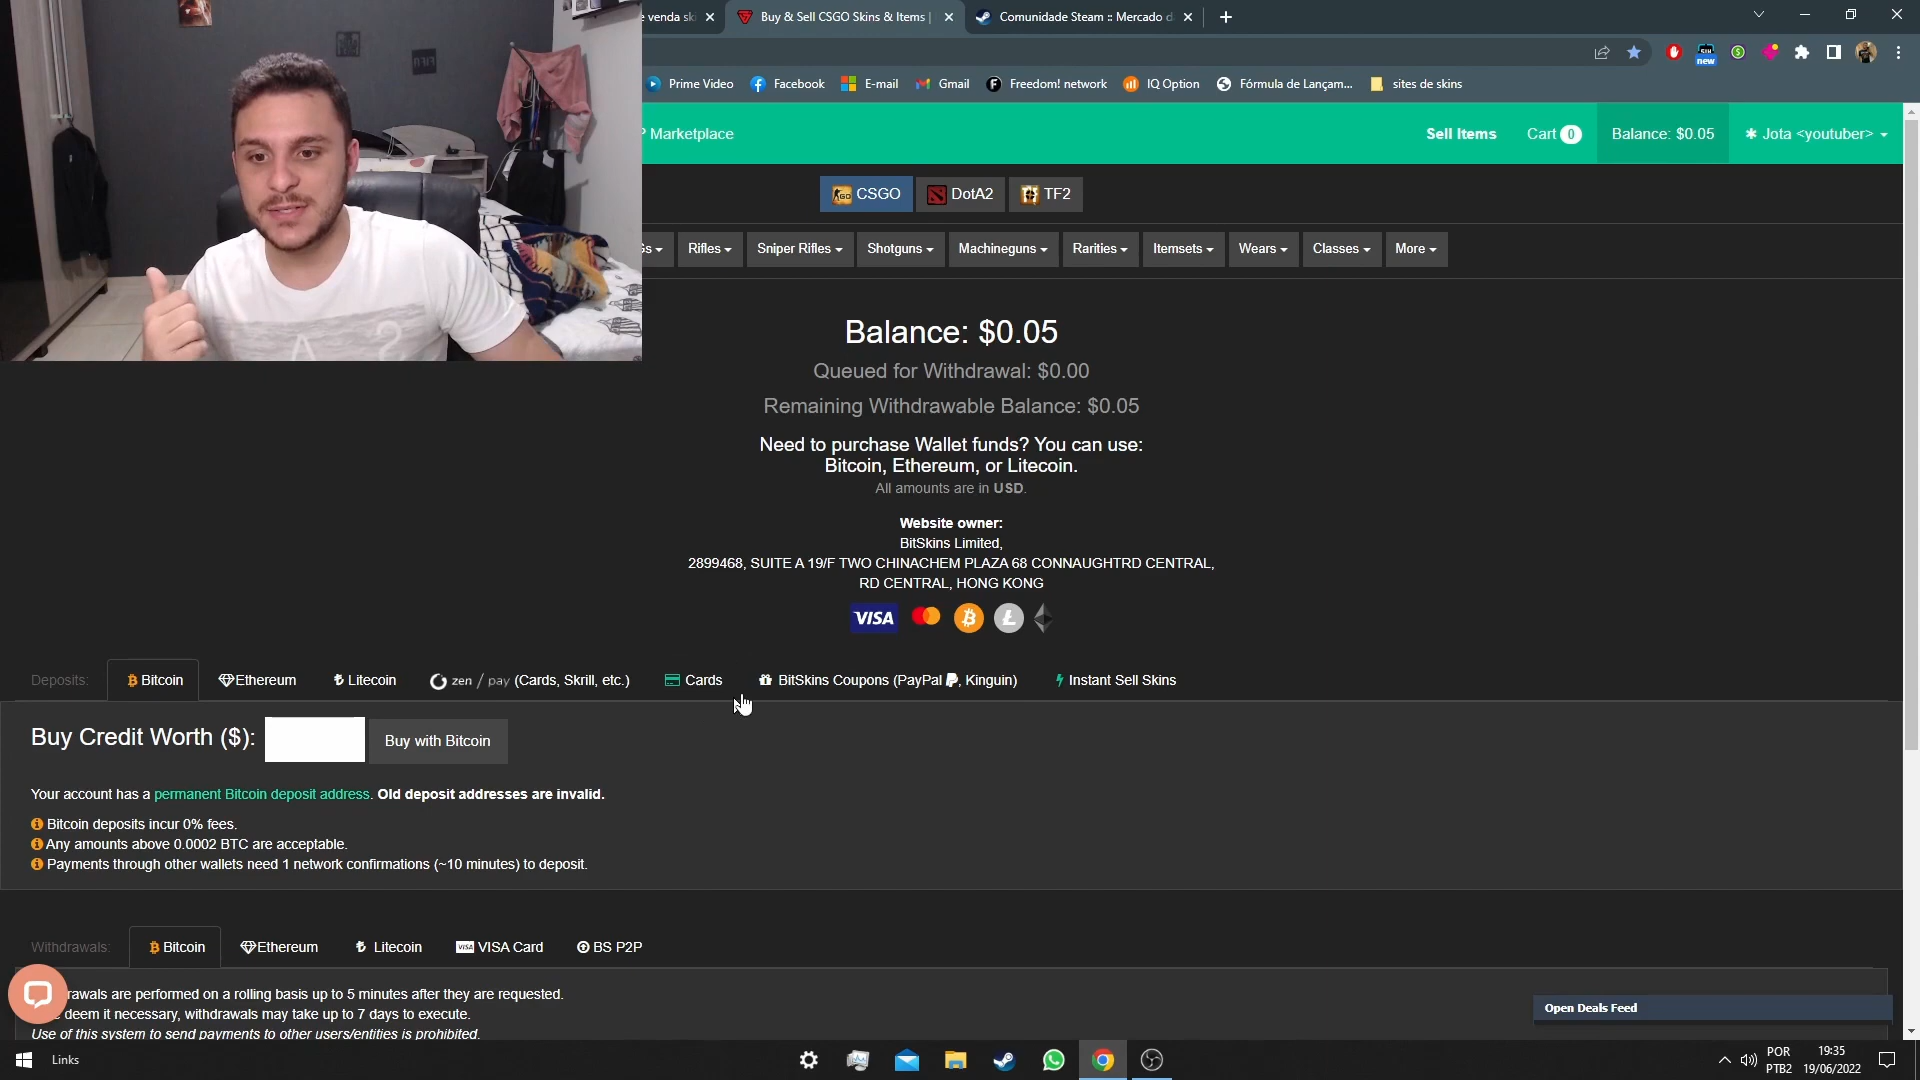 e venda sk
Buy & Sell CSGO Skins & Items |
Comunidade Steam :: Mercado d
new
Prime Video
Facebook
E-mail
Gmail
Freedom! network
IQ Option
Fórmula de Lançam...
sites de skins
Marketplace
Sell Items
Cart 0
Balance: $0.05
Jota <youtuber>
CSGO
DotA2
TF2
Rifles
Sniper Rifles
Shotguns
Machineguns
Rarities
Itemsets
Wears
Classes
More
Balance: $0.05
Queued for Withdrawal: $0.00
Remaining Withdrawable Balance: $0.05
Need to purchase Wallet funds? You can use:
Bitcoin, Ethereum, or Litecoin.
All amounts are in USD.
Website owner:
BitSkins Limited,
2899468, SUITE A 19/F TWO CHINACHEM PLAZA 68 CONNAUGHTRD CENTRAL,
RD CENTRAL, HONG KONG
VISA
Deposits:
Bitcoin
Ethereum
Litecoin
zen / pay (Cards, Skrill, etc.)
Cards
BitSkins Coupons (PayPal , Kinguin)
Instant Sell Skins
Buy Credit Worth ($):
Buy with Bitcoin
Your account has a permanent Bitcoin deposit address. Old deposit addresses are invalid.
Bitcoin deposits incur 0% fees.
Any amounts above 0.0002 BTC are acceptable.
Payments through other wallets need 1 network confirmations (~10 minutes) to deposit.
Withdrawals:
Bitcoin
Ethereum
Litecoin
VISA Card
BS P2P
rawals are performed on a rolling basis up to 5 minutes after they are requested.
deem it necessary, withdrawals may take up to 7 days to execute.
Use of this system to send payments to other users/entities is prohibited.
Open Deals Feed
Links
POR
PTB2
19:35
19/06/2022